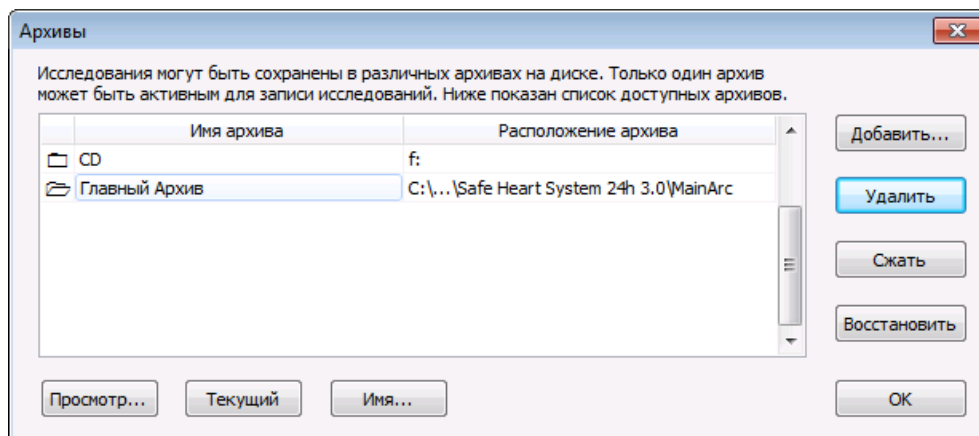 Архивы
Исследования могут быть сохранены в различных архивах на диске. Только один архив
может быть активным для записи исследований. Ниже показан список доступных архивов.
Имя архива Расположение архива
CD f:
Главный Архив C:\...\Safe Heart System 24h 3.0\MainArc
Добавить...
Удалить
Сжать
Восстановить
Просмотр... Текущий Имя... OK